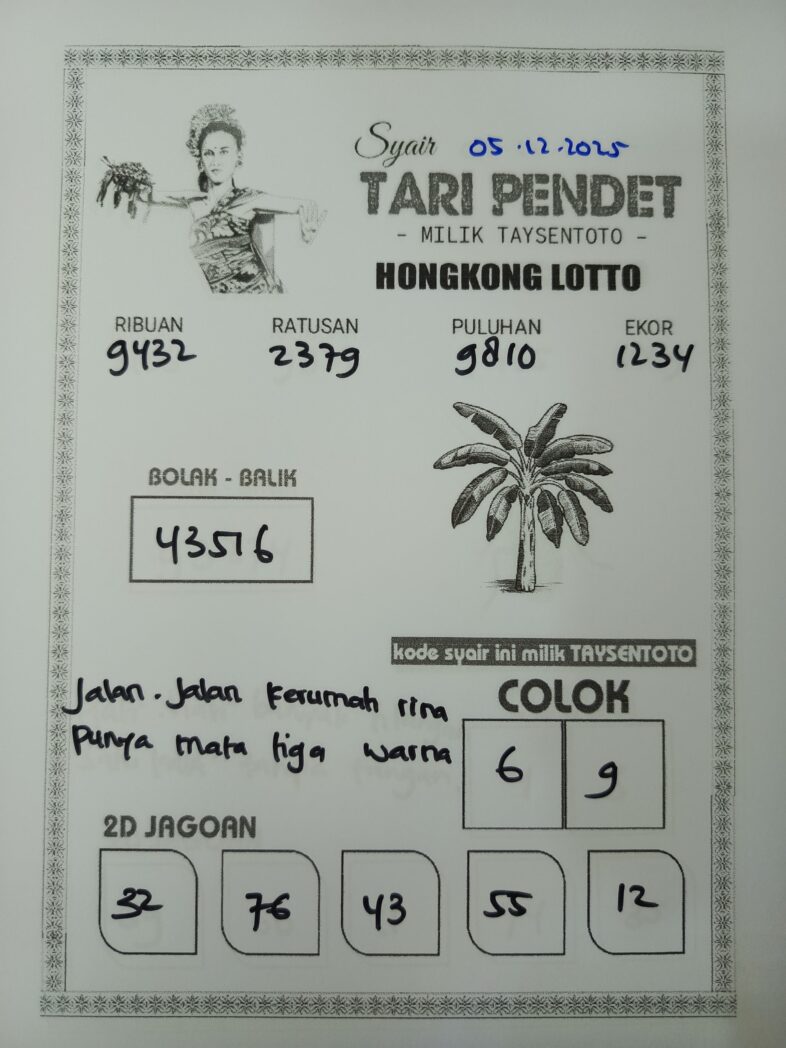 Syair 05.12.2025
TARI PENDET
- MILIK TAYSENTOTO -
HONGKONG LOTTO
RIBUAN RATUSAN PULUHAN EKOR
9432 2379 9810 1234
BOLAK - BALIK
43516
kode syair ini milik TAYSENTOTO
Jalan. Jalan kerumah rina
Punya mata tiga warna
COLOK
6 9
2D JAGOAN
32 76 43 55 12